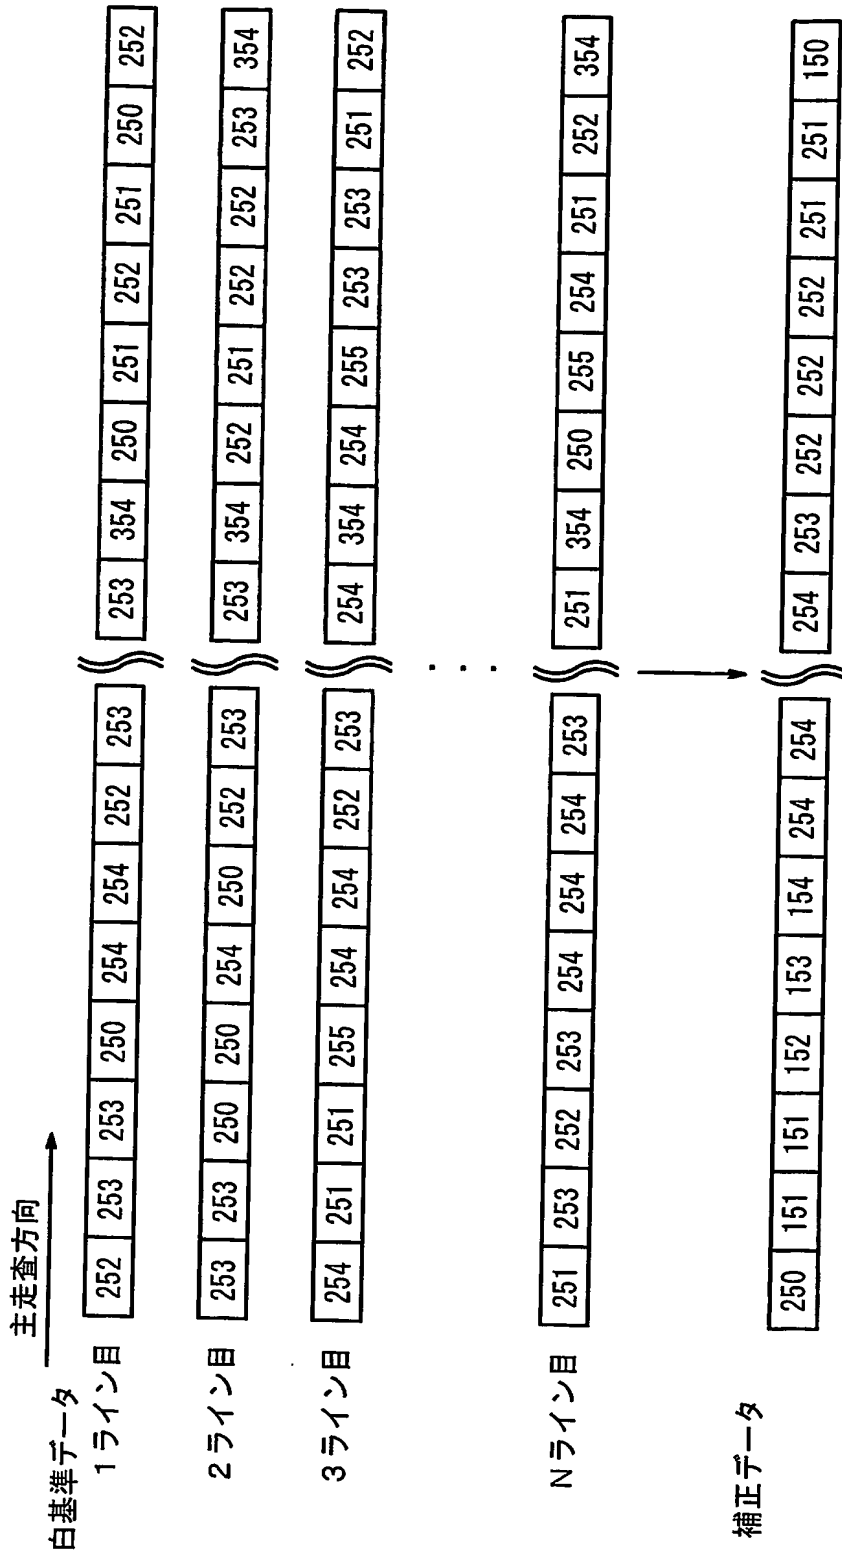 主走査方向
白基準データ
1ライン目 252 253 253 250 254 254 252 253 253 354 250 251 252 251 250 252
2ライン目 253 253 250 250 254 250 252 253 253 354 252 251 252 252 253 354
3ライン目 254 251 251 255 254 254 252 253 254 354 254 255 253 253 251 252
...
Nライン目 251 253 252 253 254 254 254 253 251 354 250 255 254 251 252 354
補正データ 250 151 151 152 153 154 254 254 254 253 252 252 252 251 251 150